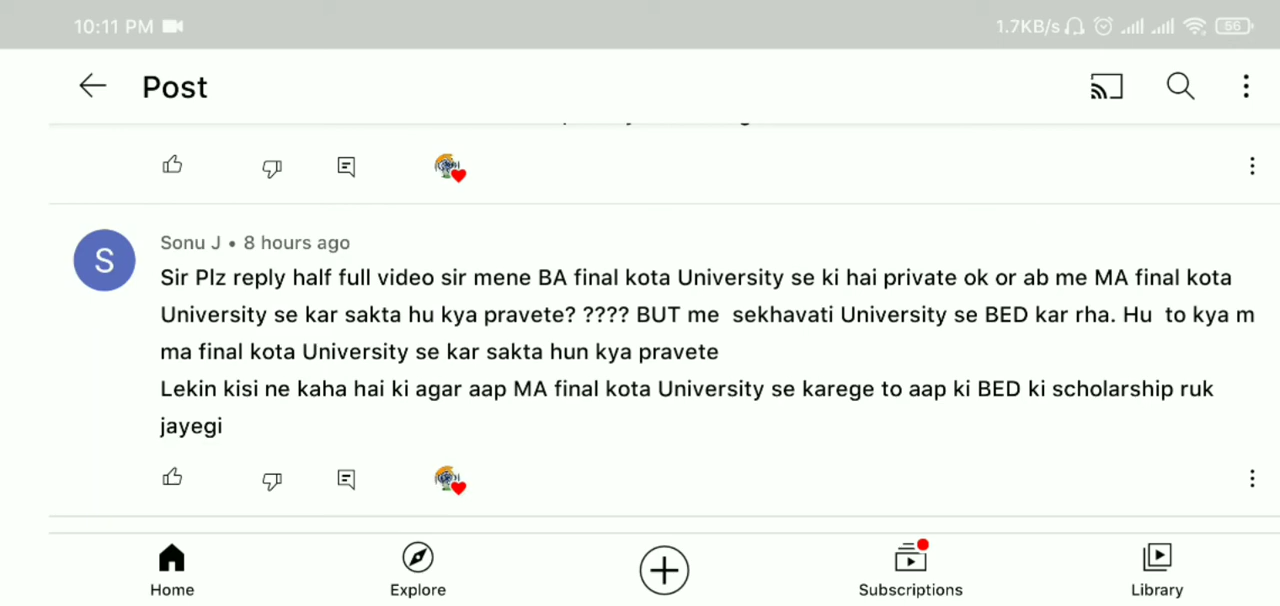 10:11 PM 1.7KB/s 56
Post
Sonu J • 8 hours ago
Sir Plz reply half full video sir mene BA final kota University se ki hai private ok or ab me MA final kota
University se kar sakta hu kya pravete? ???? BUT me sekhavati University se BED kar rha. Hu to kya m
ma final kota University se kar sakta hun kya pravete
Lekin kisi ne kaha hai ki agar aap MA final kota University se karege to aap ki BED ki scholarship ruk
jayegi
S
Home Explore Subscriptions Library